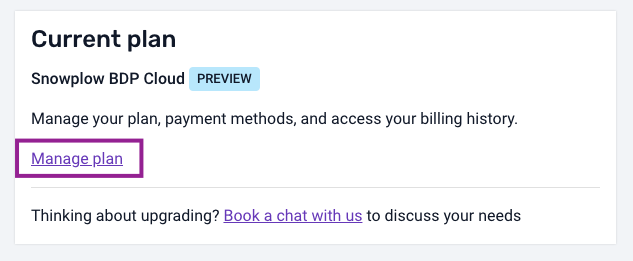 Current plan
Snowplow BDP Cloud PREVIEW
Manage your plan, payment methods, and access your billing history.
Manage plan
Thinking about upgrading? Book a chat with us to discuss your needs